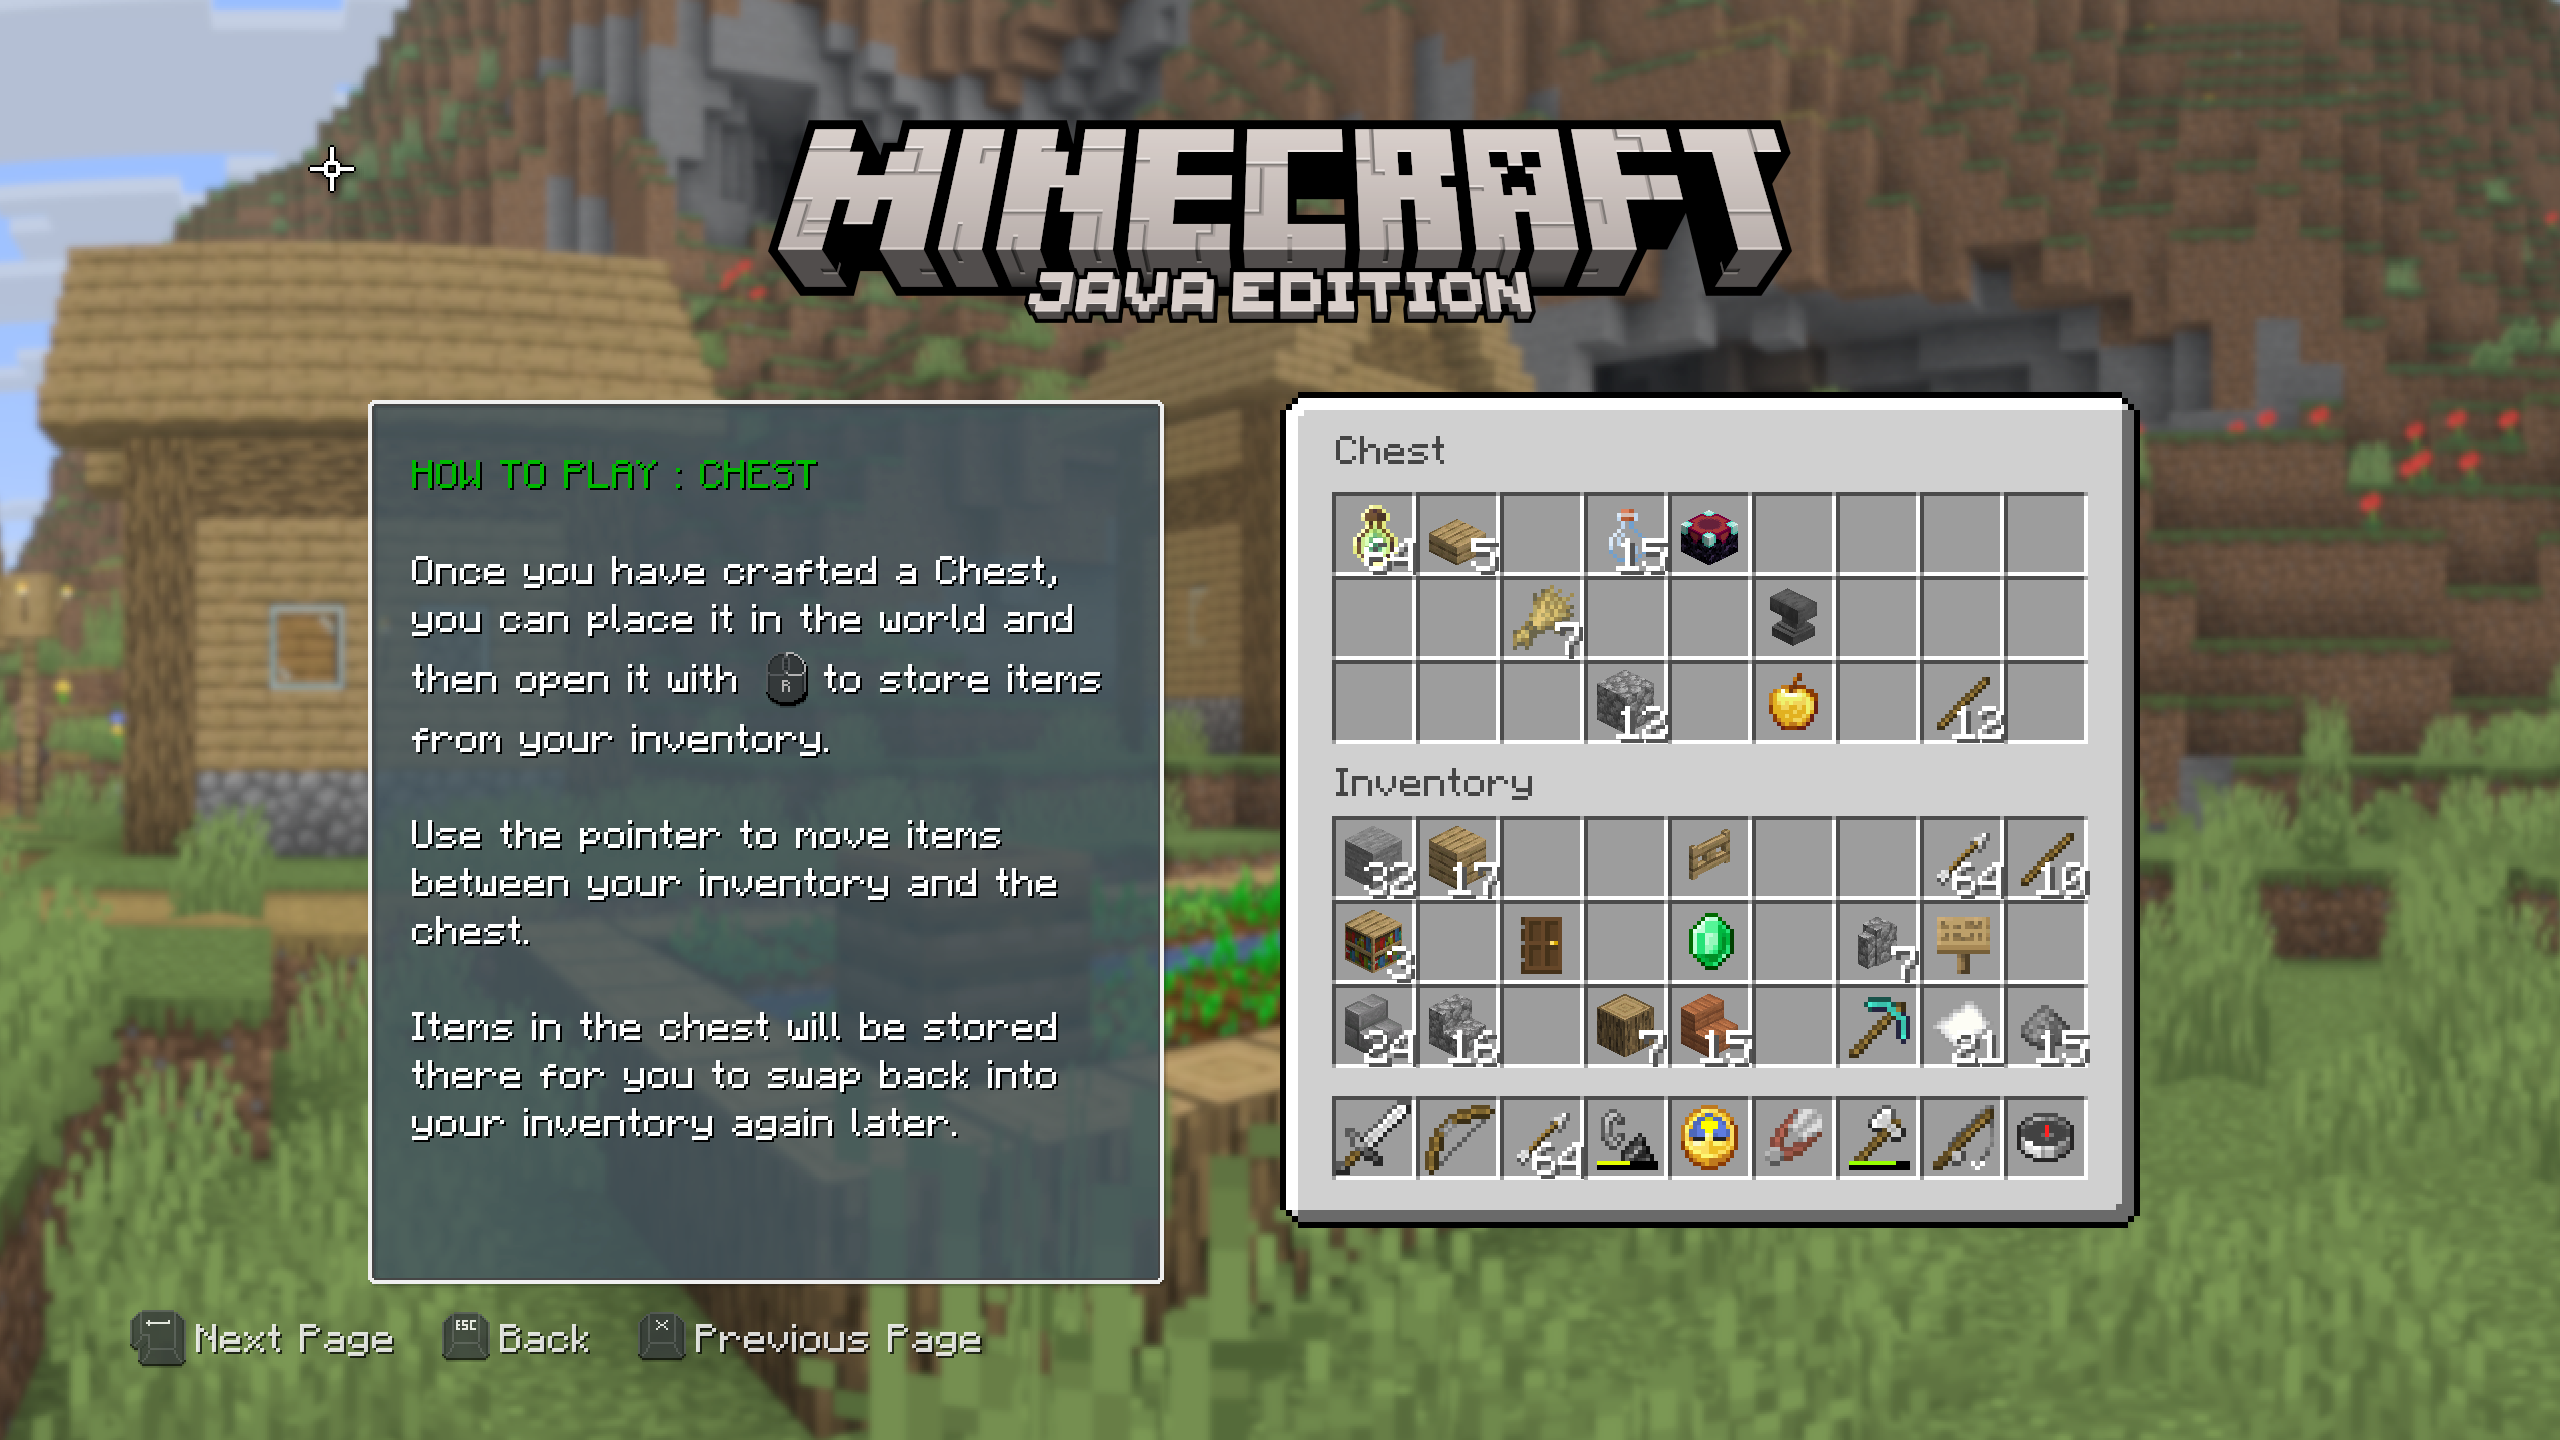 MINECRAFT
JAVA EDITION
HOW TO PLAY : CHEST
Once you have crafted a Chest,
you can place it in the world and
then open it with R to store items
from your inventory.
Use the pointer to move items
between your inventory and the
chest.
Items in the chest will be stored
there for you to swap back into
your inventory again later.
Chest
64 5 15
7
12 12
Inventory
32 17 64 10
3 7
24 16 7 15 21 15
64
Next Page ESC Back X Previous Page